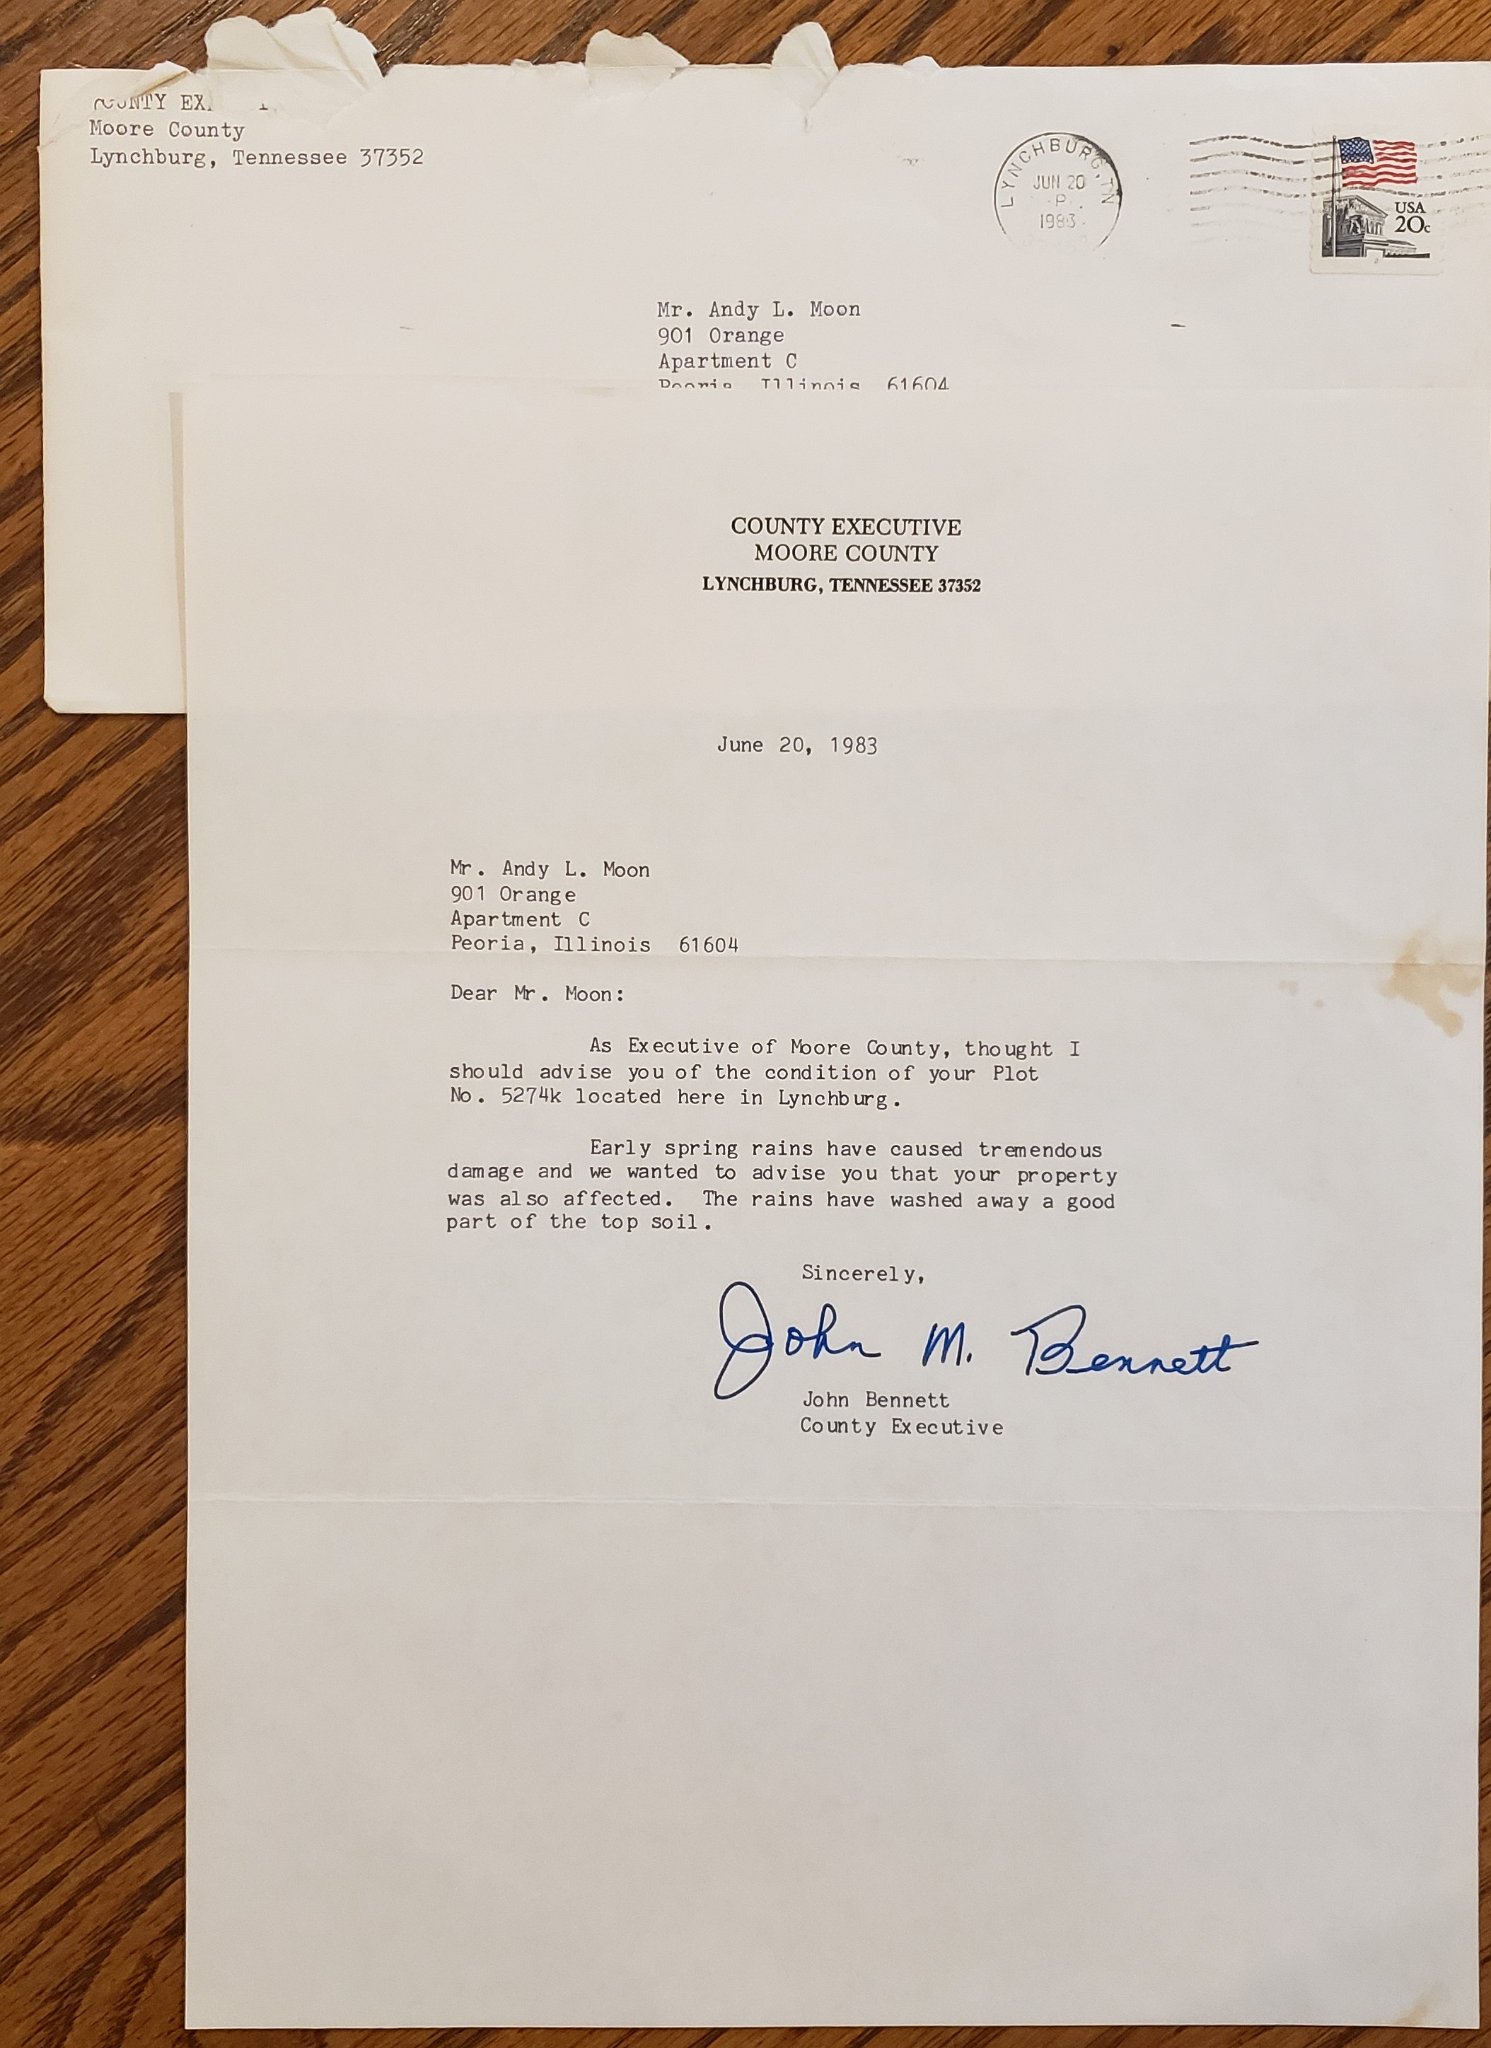 COUNTY
Moore County
Lynchburg, Tennessee 37352
LYNCHBURG, TN
JUN 20
P
1983
USA
20c
Mr. Andy L. Moon
901 Orange
Apartment C
Peoria Illinois 61604
COUNTY EXECUTIVE
MOORE COUNTY
LYNCHBURG, TENNESSEE 37352
June 20, 1983
Mr. Andy L. Moon
901 Orange
Apartment C
Peoria, Illinois 61604
Dear Mr. Moon:
As Executive of Moore County, thought I
should advise you of the condition of your Plot
No. 5274k located here in Lynchburg.
Early spring rains have caused tremendous
damage and we wanted to advise you that your property
was also affected. The rains have washed away a good
part of the top soil.
Sincerely,
John M. Bennett
John Bennett
County Executive